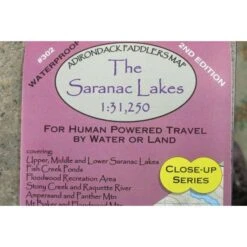 #302
WATERPROOF
ADIRONDACK PADDLER'S MAP
2ND EDITION
The
Saranac Lakes
1:31,250
For Human Powered Travel
by Water or Land
covering:
Upper, Middle and Lower Saranac Lakes
Fish Creek Ponds
Floodwood Recreation Area
Stony Creek and Raquette River
Ampersand and Panther Mtn
CLOSE-UP
SERIES